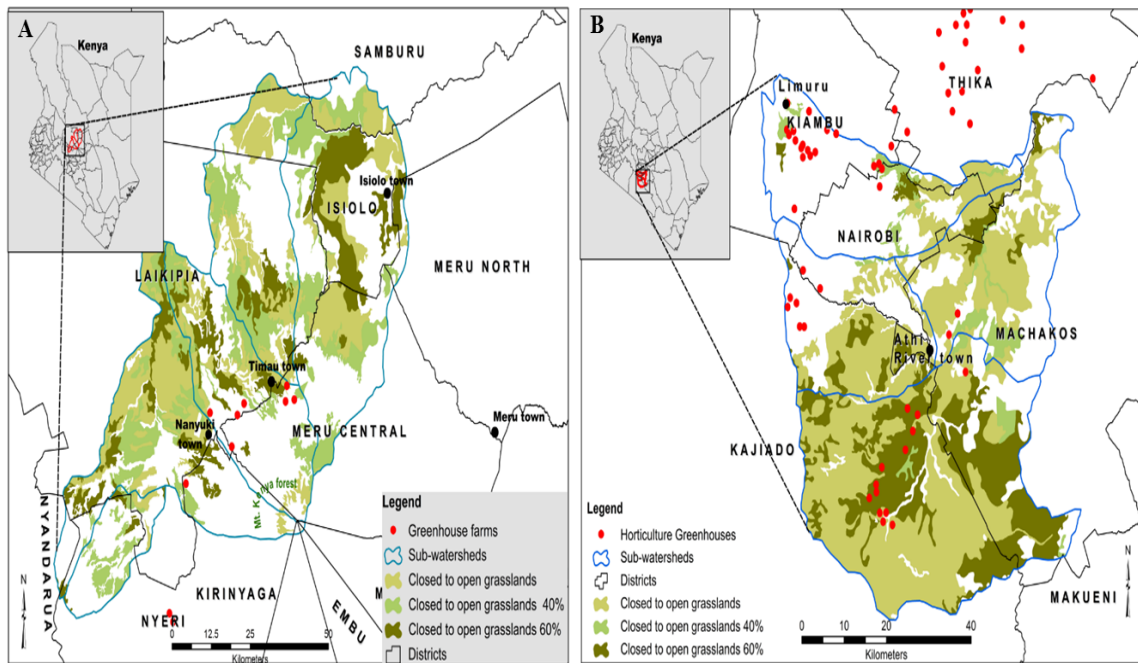 A
Kenya
SAMBURU
Isiolo town
ISIOLO
MERU NORTH
LAIKIPIA
Timau town
Meru town
Nanyuki
town
MERU CENTRAL
Mt. Kenya forest
NYANDARUA
KIRINYAGA
NYERI
EMBU
M
N
0 12.5 25 50
Kilometers
Legend
Greenhouse farms
Sub-watersheds
Closed to open grasslands
Closed to open grasslands 40%
Closed to open grasslands 60%
Districts
B
Kenya
THIKA
Limuru
KIAMBU
NAIROBI
MACHAKOS
Athi
River town
KAJIADO
MAKUENI
Legend
Horticulture Greenhouses
Sub-watersheds
Districts
Closed to open grasslands
Closed to open grasslands 40%
Closed to open grasslands 60%
N
0 10 20 40
Kilometers